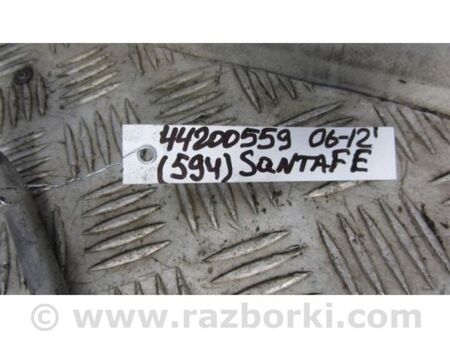 44200559 06-12'
(594) SANTAFE
© www.razborki.com